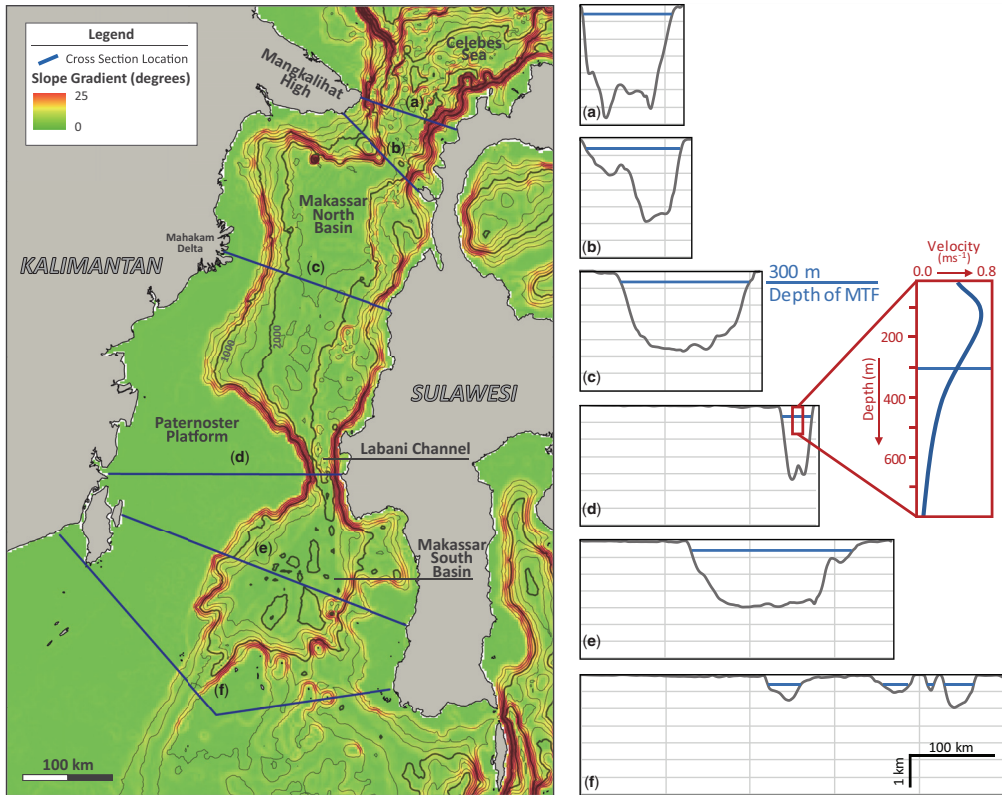 Legend
Cross Section Location
Slope Gradient (degrees)
25
0
Mangkalihat
High
Celebes
Sea
(a)
(b)
Makassar
North
Basin
Mahakam
Delta
KALIMANTAN
(c)
1000
2000
SULAWESI
Paternoster
Platform
(d)
Labani Channel
(e)
Makassar
South
Basin
(f)
100 km
(a)
(b)
(c)
300 m
Depth of MTF
(d)
(e)
(f)
100 km
1 km
Velocity
(ms⁻¹)
0.0
0.8
200
400
600
Depth (m)